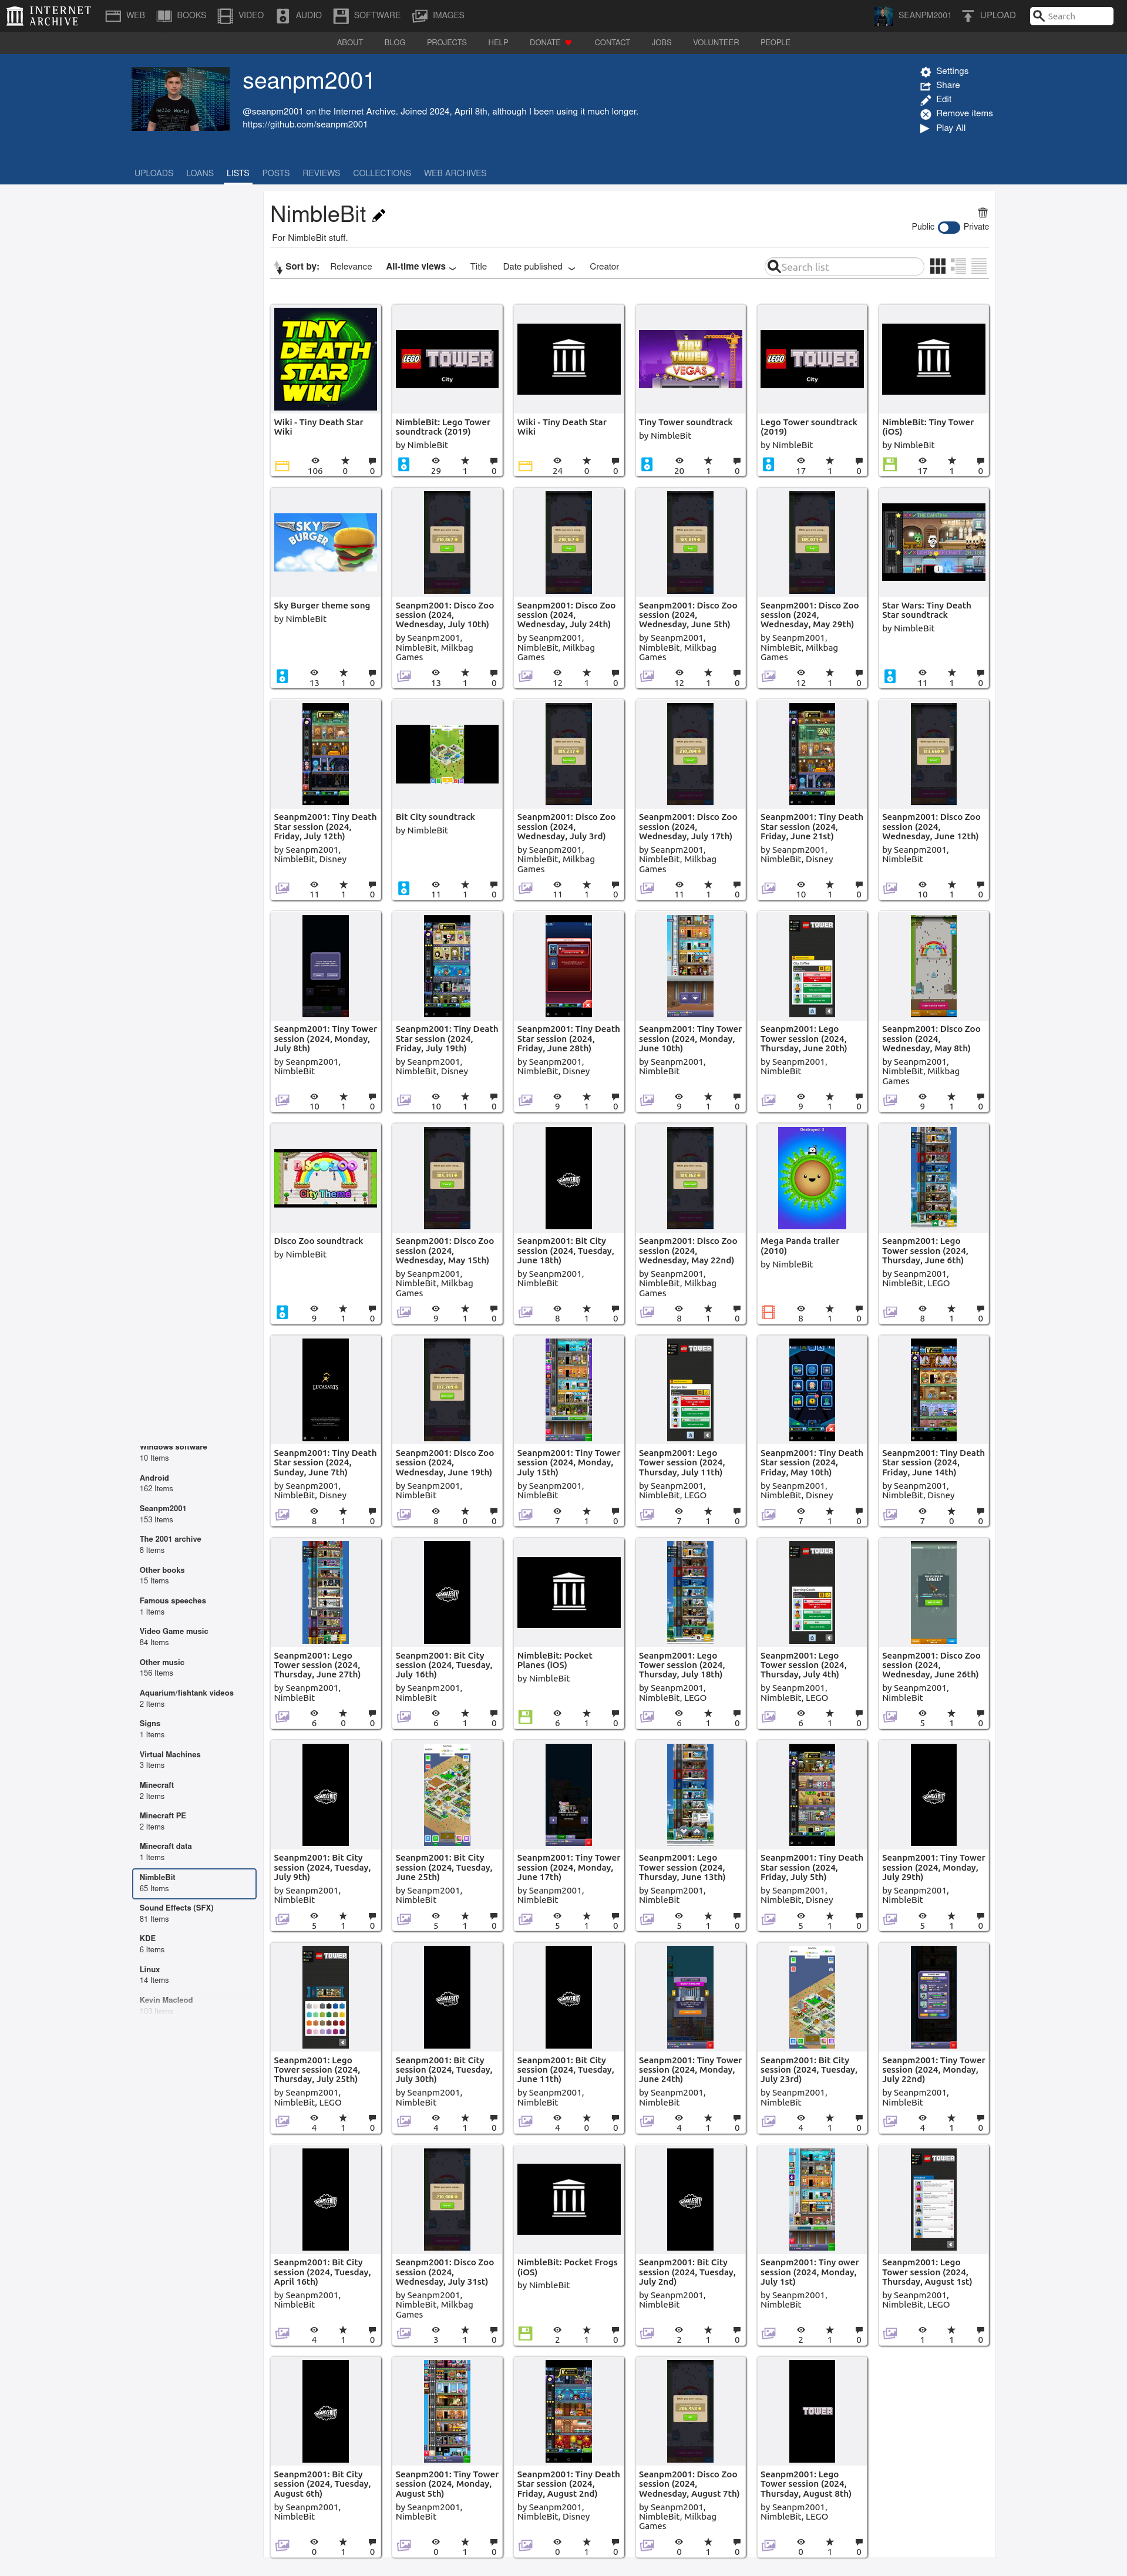 INTERNET ARCHIVE
WEB BOOKS VIDEO AUDIO SOFTWARE IMAGES SEANPM2001 UPLOAD Search
ABOUT BLOG PROJECTS HELP DONATE CONTACT JOBS VOLUNTEER PEOPLE
seanpm2001
@seanpm2001 on the Internet Archive. Joined 2024, April 8th, although I been using it much longer.
https://github.com/seanpm2001
Settings
Share
Edit
Remove items
Play All
UPLOADS LOANS LISTS POSTS REVIEWS COLLECTIONS WEB ARCHIVES
NimbleBit
For NimbleBit stuff.
Public Private
Sort by: Relevance All-time views Title Date published Creator
Search list
TINY DEATH STAR WIKI
Wiki - Tiny Death Star Wiki
106 0 0
LEGO TOWER
City
NimbleBit: Lego Tower soundtrack (2019)
by NimbleBit
29 1 0
Wiki - Tiny Death Star Wiki
24 0 0
TINY TOWER VEGAS
Tiny Tower soundtrack
by NimbleBit
20 1 0
LEGO TOWER
City
Lego Tower soundtrack (2019)
by NimbleBit
17 1 0
NimbleBit: Tiny Tower (iOS)
by NimbleBit
17 1 0
SKY BURGER
Sky Burger theme song
by NimbleBit
13 1 0
Seanpm2001: Disco Zoo session (2024, Wednesday, July 10th)
by Seanpm2001, NimbleBit, Milkbag Games
13 1 0
Seanpm2001: Disco Zoo session (2024, Wednesday, July 24th)
by Seanpm2001, NimbleBit, Milkbag Games
12 1 0
Seanpm2001: Disco Zoo session (2024, Wednesday, June 5th)
by Seanpm2001, NimbleBit, Milkbag Games
12 1 0
Seanpm2001: Disco Zoo session (2024, Wednesday, May 29th)
by Seanpm2001, NimbleBit, Milkbag Games
12 1 0
Star Wars: Tiny Death Star soundtrack
by NimbleBit
11 1 0
Seanpm2001: Tiny Death Star session (2024, Friday, July 12th)
by Seanpm2001, NimbleBit, Disney
11 1 0
Bit City soundtrack
by NimbleBit
11 1 0
Seanpm2001: Disco Zoo session (2024, Wednesday, July 3rd)
by Seanpm2001, NimbleBit, Milkbag Games
11 1 0
Seanpm2001: Disco Zoo session (2024, Wednesday, July 17th)
by Seanpm2001, NimbleBit, Milkbag Games
11 1 0
Seanpm2001: Tiny Death Star session (2024, Friday, June 21st)
by Seanpm2001, NimbleBit, Disney
10 1 0
Seanpm2001: Disco Zoo session (2024, Wednesday, June 12th)
by Seanpm2001, NimbleBit
10 1 0
Seanpm2001: Tiny Tower session (2024, Monday, July 8th)
by Seanpm2001, NimbleBit
10 1 0
Seanpm2001: Tiny Death Star session (2024, Friday, July 19th)
by Seanpm2001, NimbleBit, Disney
10 1 0
Seanpm2001: Tiny Death Star session (2024, Friday, June 28th)
by Seanpm2001, NimbleBit, Disney
9 1 0
Seanpm2001: Tiny Tower session (2024, Monday, June 10th)
by Seanpm2001, NimbleBit
9 1 0
TOWER
Seanpm2001: Lego Tower session (2024, Thursday, June 20th)
by Seanpm2001, NimbleBit
9 1 0
Seanpm2001: Disco Zoo session (2024, Wednesday, May 8th)
by Seanpm2001, NimbleBit, Milkbag Games
9 1 0
DISCO ZOO
City Theme
Disco Zoo soundtrack
by NimbleBit
9 1 0
Seanpm2001: Disco Zoo session (2024, Wednesday, May 15th)
by Seanpm2001, NimbleBit, Milkbag Games
9 1 0
NIMBLEBIT
Seanpm2001: Bit City session (2024, Tuesday, June 18th)
by Seanpm2001, NimbleBit
8 1 0
Seanpm2001: Disco Zoo session (2024, Wednesday, May 22nd)
by Seanpm2001, NimbleBit, Milkbag Games
8 1 0
Mega Panda trailer (2010)
by NimbleBit
8 1 0
Seanpm2001: Lego Tower session (2024, Thursday, June 6th)
by Seanpm2001, NimbleBit, LEGO
8 1 0
LUCASARTS
Seanpm2001: Tiny Death Star session (2024, Sunday, June 7th)
by Seanpm2001, NimbleBit, Disney
8 1 0
Seanpm2001: Disco Zoo session (2024, Wednesday, June 19th)
by Seanpm2001, NimbleBit
8 0 0
Seanpm2001: Tiny Tower session (2024, Monday, July 15th)
by Seanpm2001, NimbleBit
7 1 0
TOWER
Seanpm2001: Lego Tower session (2024, Thursday, July 11th)
by Seanpm2001, NimbleBit, LEGO
7 1 0
Seanpm2001: Tiny Death Star session (2024, Friday, May 10th)
by Seanpm2001, NimbleBit, Disney
7 1 0
Seanpm2001: Tiny Death Star session (2024, Friday, June 14th)
by Seanpm2001, NimbleBit, Disney
7 0 0
Seanpm2001: Lego Tower session (2024, Thursday, June 27th)
by Seanpm2001, NimbleBit
6 0 0
NIMBLEBIT
Seanpm2001: Bit City session (2024, Tuesday, July 16th)
by Seanpm2001, NimbleBit
6 1 0
NimbleBit: Pocket Planes (iOS)
by NimbleBit
6 1 0
Seanpm2001: Lego Tower session (2024, Thursday, July 18th)
by Seanpm2001, NimbleBit, LEGO
6 1 0
TOWER
Seanpm2001: Lego Tower session (2024, Thursday, July 4th)
by Seanpm2001, NimbleBit, LEGO
6 1 0
Seanpm2001: Disco Zoo session (2024, Wednesday, June 26th)
by Seanpm2001, NimbleBit
5 1 0
NIMBLEBIT
Seanpm2001: Bit City session (2024, Tuesday, July 9th)
by Seanpm2001, NimbleBit
5 1 0
Seanpm2001: Bit City session (2024, Tuesday, June 25th)
by Seanpm2001, NimbleBit
5 1 0
Seanpm2001: Tiny Tower session (2024, Monday, June 17th)
by Seanpm2001, NimbleBit
5 1 0
Seanpm2001: Lego Tower session (2024, Thursday, June 13th)
by Seanpm2001, NimbleBit
5 1 0
Seanpm2001: Tiny Death Star session (2024, Friday, July 5th)
by Seanpm2001, NimbleBit, Disney
5 1 0
NIMBLEBIT
Seanpm2001: Tiny Tower session (2024, Monday, July 29th)
by Seanpm2001, NimbleBit
5 1 0
TOWER
Seanpm2001: Lego Tower session (2024, Thursday, July 25th)
by Seanpm2001, NimbleBit, LEGO
4 1 0
NIMBLEBIT
Seanpm2001: Bit City session (2024, Tuesday, July 30th)
by Seanpm2001, NimbleBit
4 1 0
NIMBLEBIT
Seanpm2001: Bit City session (2024, Tuesday, June 11th)
by Seanpm2001, NimbleBit
4 0 0
Seanpm2001: Tiny Tower session (2024, Monday, June 24th)
by Seanpm2001, NimbleBit
4 1 0
Seanpm2001: Bit City session (2024, Tuesday, July 23rd)
by Seanpm2001, NimbleBit
4 1 0
Seanpm2001: Tiny Tower session (2024, Monday, July 22nd)
by Seanpm2001, NimbleBit
4 1 0
NIMBLEBIT
Seanpm2001: Bit City session (2024, Tuesday, April 16th)
by Seanpm2001, NimbleBit
4 1 0
Seanpm2001: Disco Zoo session (2024, Wednesday, July 31st)
by Seanpm2001, NimbleBit, Milkbag Games
3 1 0
NimbleBit: Pocket Frogs (iOS)
by NimbleBit
2 1 0
NIMBLEBIT
Seanpm2001: Bit City session (2024, Tuesday, July 2nd)
by Seanpm2001, NimbleBit
2 1 0
Seanpm2001: Tiny ower session (2024, Monday, July 1st)
by Seanpm2001, NimbleBit
2 1 0
TOWER
Seanpm2001: Lego Tower session (2024, Thursday, August 1st)
by Seanpm2001, NimbleBit, LEGO
1 1 0
NIMBLEBIT
Seanpm2001: Bit City session (2024, Tuesday, August 6th)
by Seanpm2001, NimbleBit
0 1 0
Seanpm2001: Tiny Tower session (2024, Monday, August 5th)
by Seanpm2001, NimbleBit
0 1 0
Seanpm2001: Tiny Death Star session (2024, Friday, August 2nd)
by Seanpm2001, NimbleBit, Disney
0 1 0
Seanpm2001: Disco Zoo session (2024, Wednesday, August 7th)
by Seanpm2001, NimbleBit, Milkbag Games
0 1 0
TOWER
Seanpm2001: Lego Tower session (2024, Thursday, August 8th)
by Seanpm2001, NimbleBit, LEGO
0 1 0
Windows software
10 Items
Android
162 Items
Seanpm2001
153 Items
The 2001 archive
8 Items
Other books
15 Items
Famous speeches
1 Items
Video Game music
84 Items
Other music
156 Items
Aquarium/fishtank videos
2 Items
Signs
1 Items
Virtual Machines
3 Items
Minecraft
2 Items
Minecraft PE
2 Items
Minecraft data
1 Items
NimbleBit
65 Items
Sound Effects (SFX)
81 Items
KDE
6 Items
Linux
14 Items
Kevin Macleod
103 Items